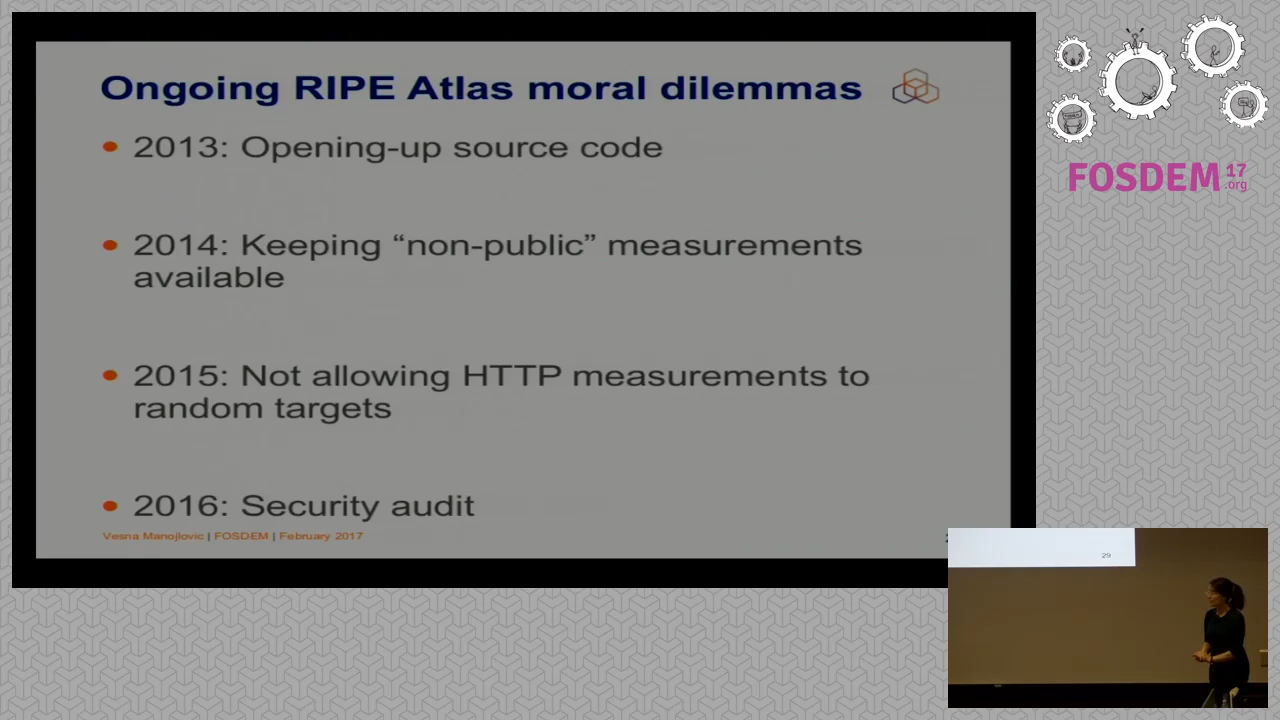 Ongoing RIPE Atlas moral dilemmas
• 2013: Opening-up source code
• 2014: Keeping “non-public” measurements
available
• 2015: Not allowing HTTP measurements to
random targets
• 2016: Security audit
Vesna Manojlovic | FOSDEM | February 2017
FOSDEM 17
.org
29